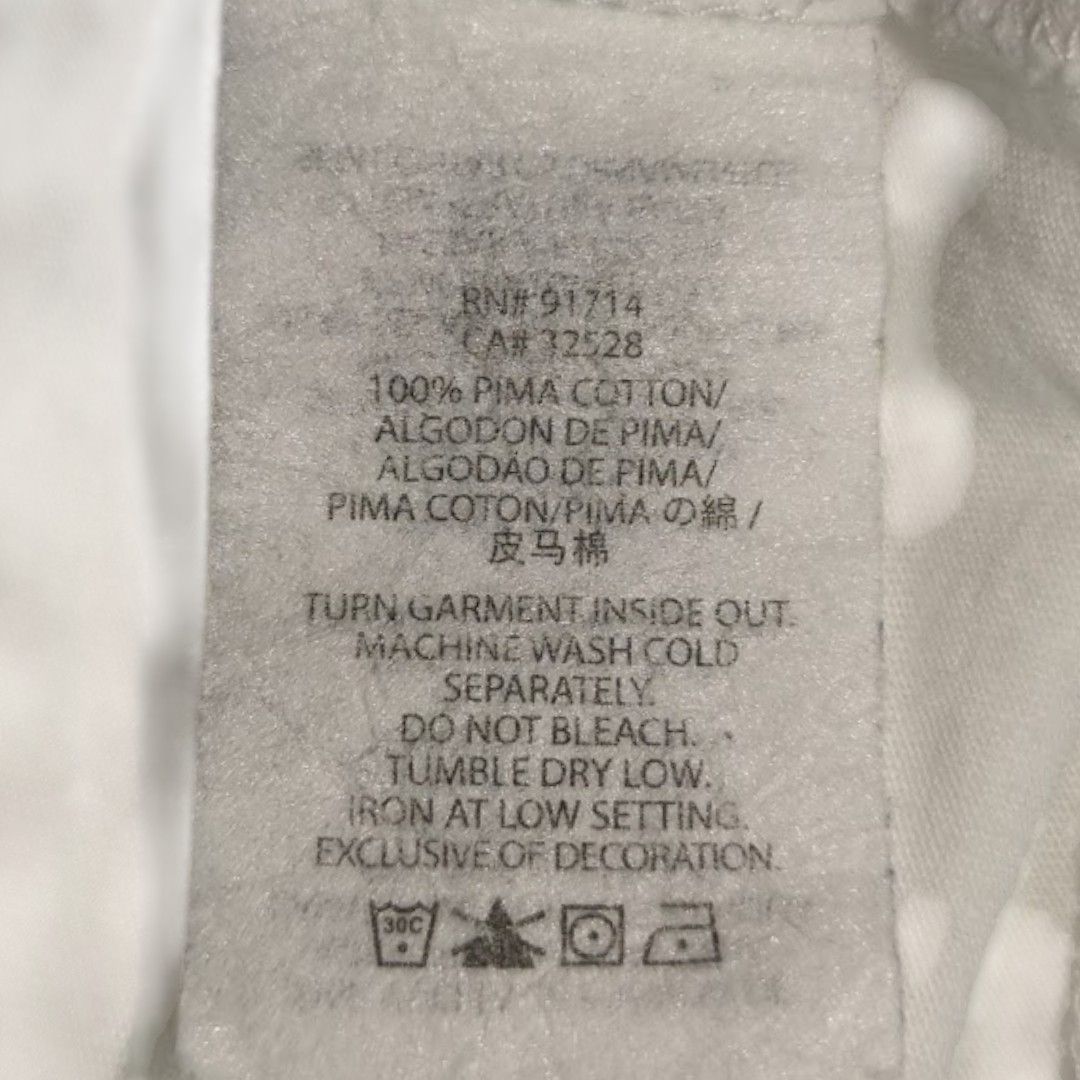 RN# 91714
CA# 32528
100% PIMA COTTON/
ALGODON DE PIMA/
ALGODÃO DE PIMA/
PIMA COTON/PIMA の綿 /
皮马棉
TURN GARMENT INSIDE OUT.
MACHINE WASH COLD
SEPARATELY.
DO NOT BLEACH.
TUMBLE DRY LOW.
IRON AT LOW SETTING.
EXCLUSIVE OF DECORATION.
30C